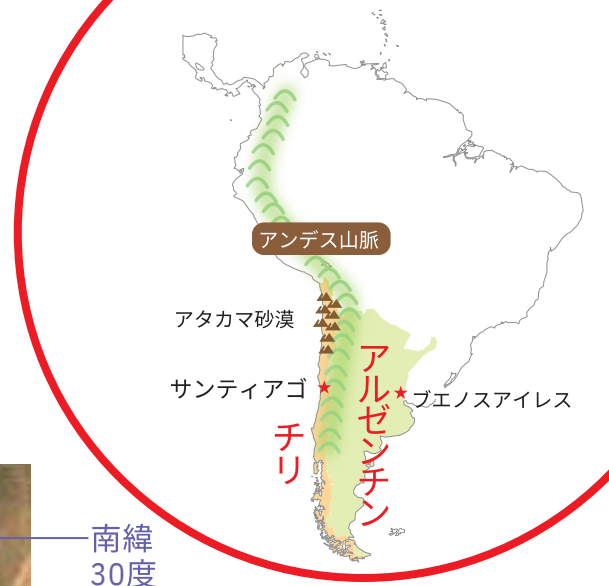 アンデス山脈
アタカマ砂漠
サンティアゴ
チリ
アルゼンチン
ブエノスアイレス
南緯
30度